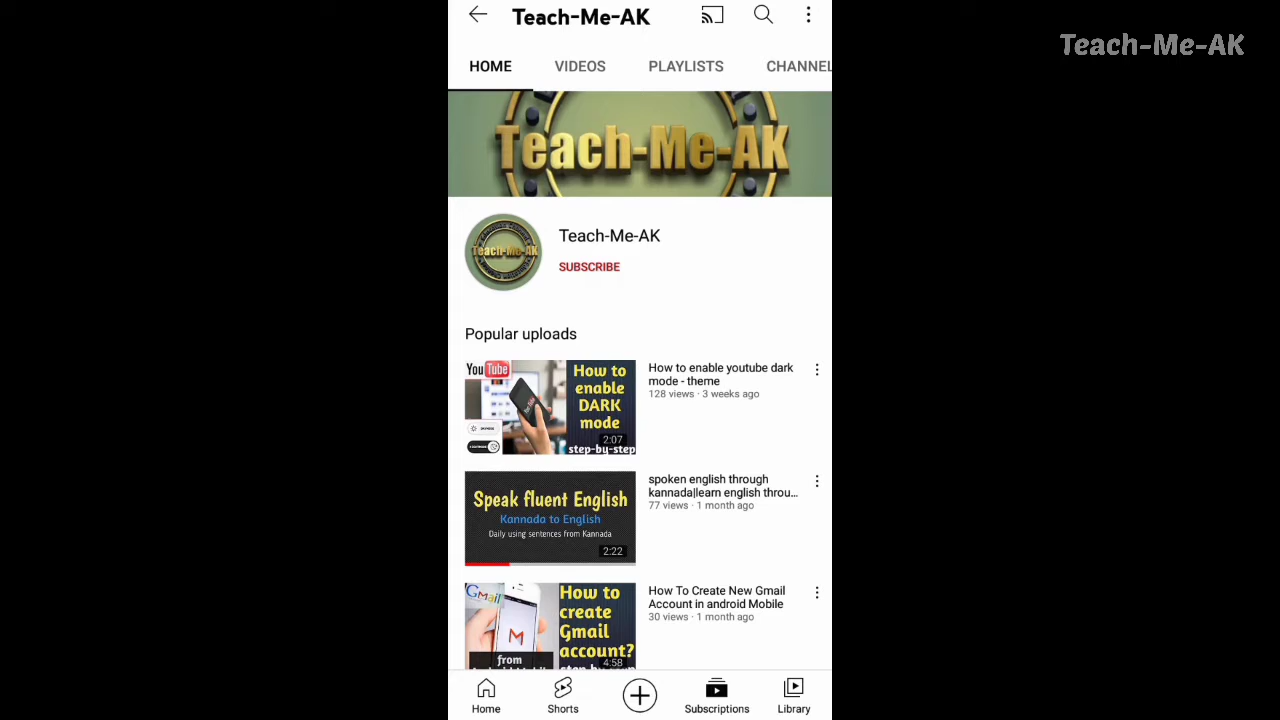 Teach-Me-AK
Teach-Me-AK
HOME VIDEOS PLAYLISTS CHANNEL
Teach-Me-AK
Teach-Me-AK
Teach-Me-AK
SUBSCRIBE
Popular uploads
YouTube
How to
enable
DARK
mode
2:07
step-by-step
How to enable youtube dark
mode - theme
128 views · 3 weeks ago
Speak fluent English
Kannada to English
Daily using sentences from Kannada
2:22
spoken english through
kannada|learn english throu...
77 views · 1 month ago
Gmail
M
from
How to
create
Gmail
account?
4:58
How To Create New Gmail
Account in android Mobile
30 views · 1 month ago
Home Shorts Subscriptions Library